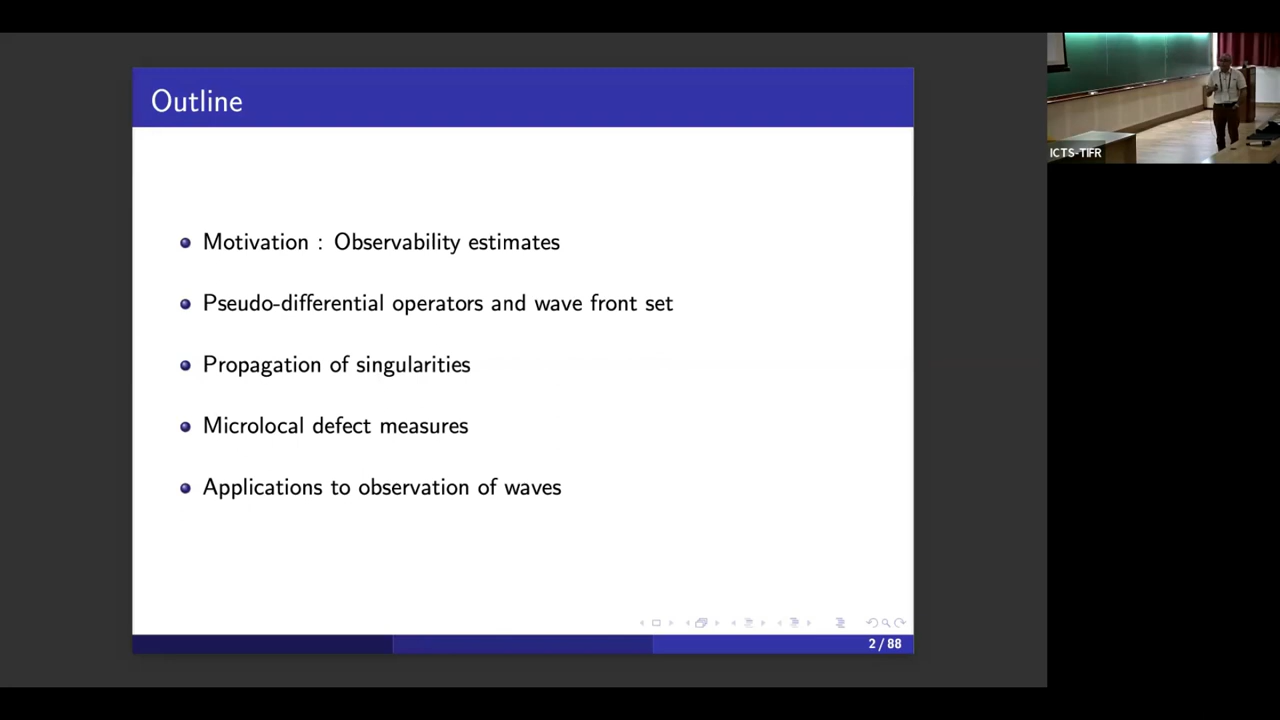 Outline
Motivation : Observability estimates
Pseudo-differential operators and wave front set
Propagation of singularities
Microlocal defect measures
Applications to observation of waves
2 / 88
ICTS-TIFR